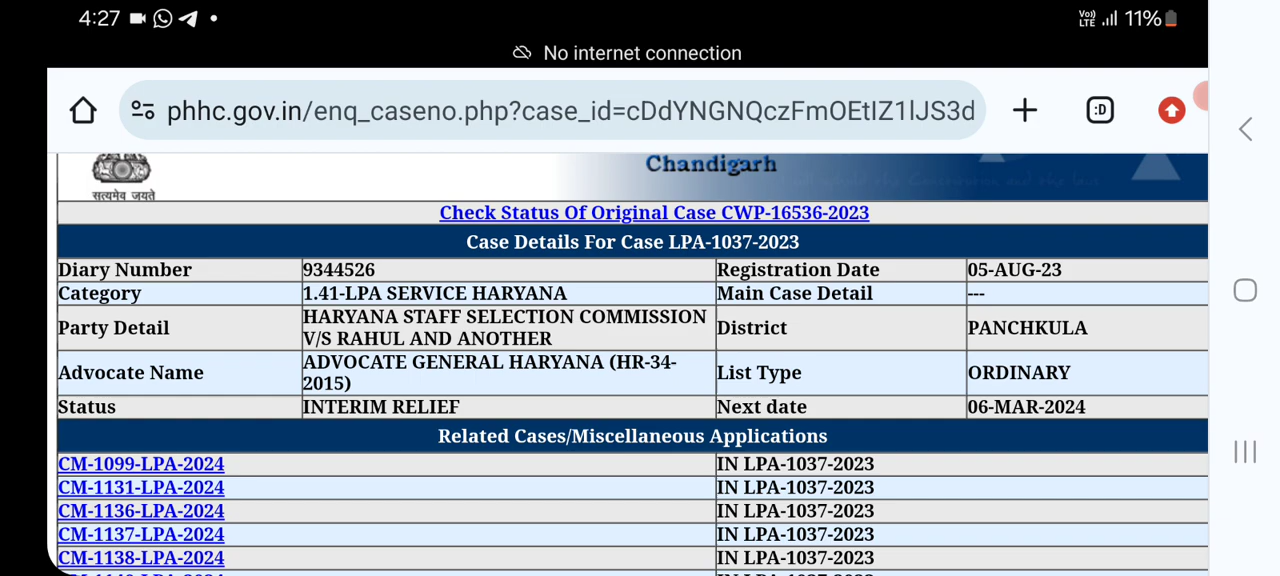 4:27
VoLTE 11%
No internet connection
phhc.gov.in/enq_caseno.php?case_id=cDdYNGNQczFmOEtIZ1lJS3d
:D
Chandigarh
सत्यमेव जयते
Check Status Of Original Case CWP-16536-2023
Case Details For Case LPA-1037-2023
Diary Number 9344526 Registration Date 05-AUG-23
Category 1.41-LPA SERVICE HARYANA Main Case Detail ---
Party Detail HARYANA STAFF SELECTION COMMISSION V/S RAHUL AND ANOTHER District PANCHKULA
Advocate Name ADVOCATE GENERAL HARYANA (HR-34-2015) List Type ORDINARY
Status INTERIM RELIEF Next date 06-MAR-2024
Related Cases/Miscellaneous Applications
CM-1099-LPA-2024 IN LPA-1037-2023
CM-1131-LPA-2024 IN LPA-1037-2023
CM-1136-LPA-2024 IN LPA-1037-2023
CM-1137-LPA-2024 IN LPA-1037-2023
CM-1138-LPA-2024 IN LPA-1037-2023